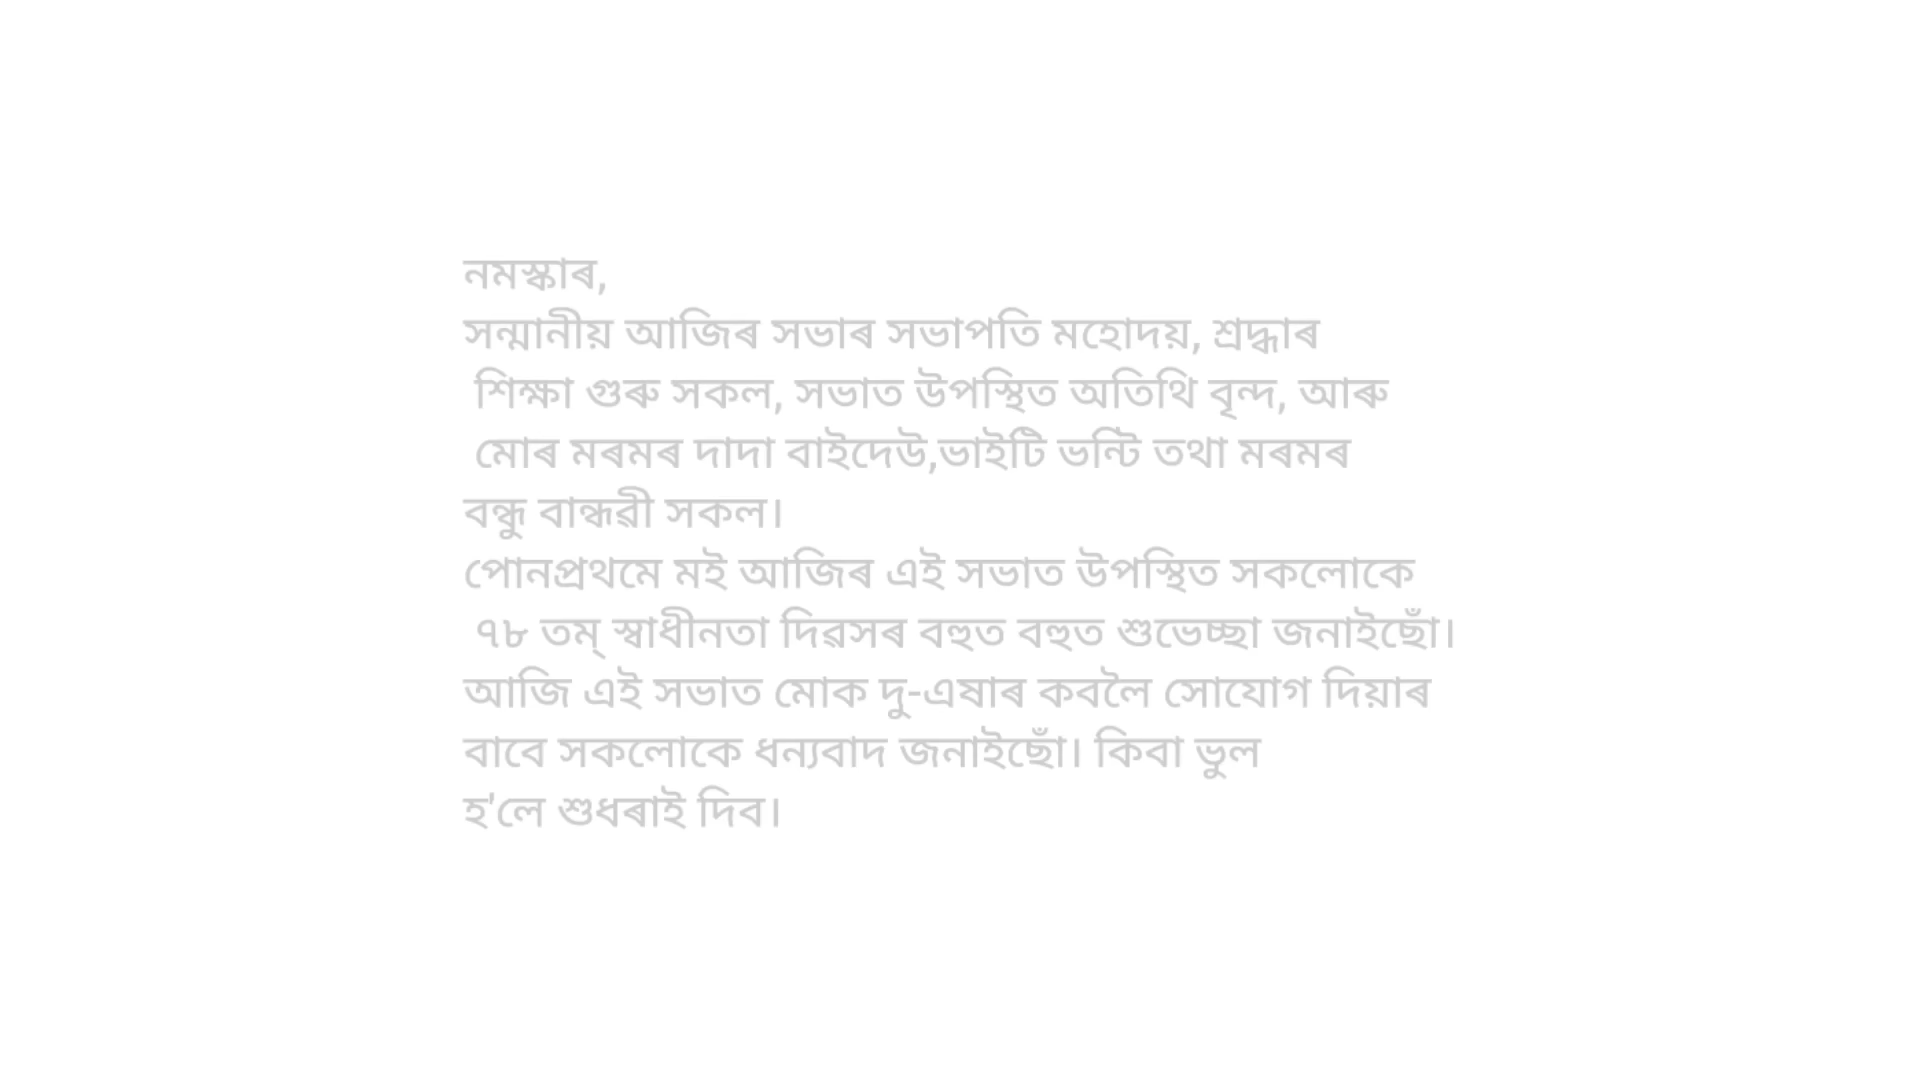 নমস্কাৰ,
সন্মানীয় আজিৰ সভাৰ সভাপতি মহোদয়, শ্ৰদ্ধাৰ
শিক্ষা গুৰু সকল, সভাত উপস্থিত অতিথি বৃন্দ, আৰু
মোৰ মৰমৰ দাদা বাইদেউ,ভাইটি ভন্টি তথা মৰমৰ
বন্ধু বান্ধৱী সকল।
পোনপ্ৰথমে মই আজিৰ এই সভাত উপস্থিত সকলোকে
৭৮ তম্ স্বাধীনতা দিৱসৰ বহুত বহুত শুভেচ্ছা জনাইছোঁ।
আজি এই সভাত মোক দু-এষাৰ কবলৈ সোযোগ দিয়াৰ
বাবে সকলোকে ধন্যবাদ জনাইছোঁ। কিবা ভুল
হ'লে শুধৰাই দিব।